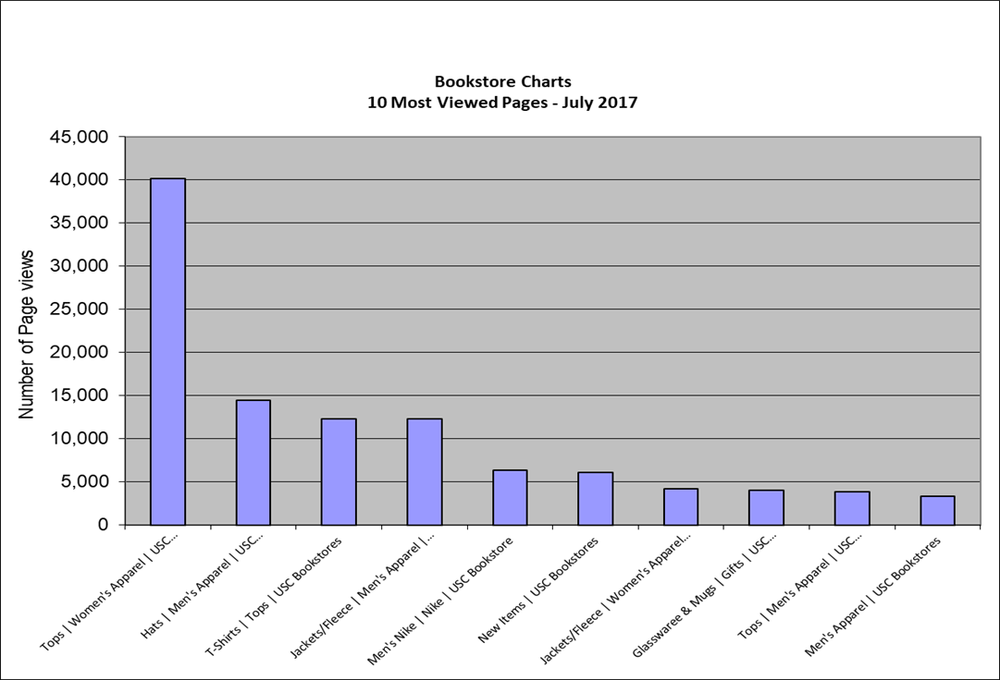 Bookstore Charts
10 Most Viewed Pages - July 2017
Number of Page views
45,000
40,000
35,000
30,000
25,000
20,000
15,000
10,000
5,000
0
Tops | Women's Apparel | USC...
Hats | Men's Apparel | USC...
T-Shirts | Tops | USC Bookstores
Jackets/Fleece | Men's Apparel |...
Men's Nike | Nike | USC Bookstore
New Items | USC Bookstores
Jackets/Fleece | Women's Apparel...
Glasswaree & Mugs | Gifts | USC...
Tops | Men's Apparel | USC...
Men's Apparel | USC Bookstores